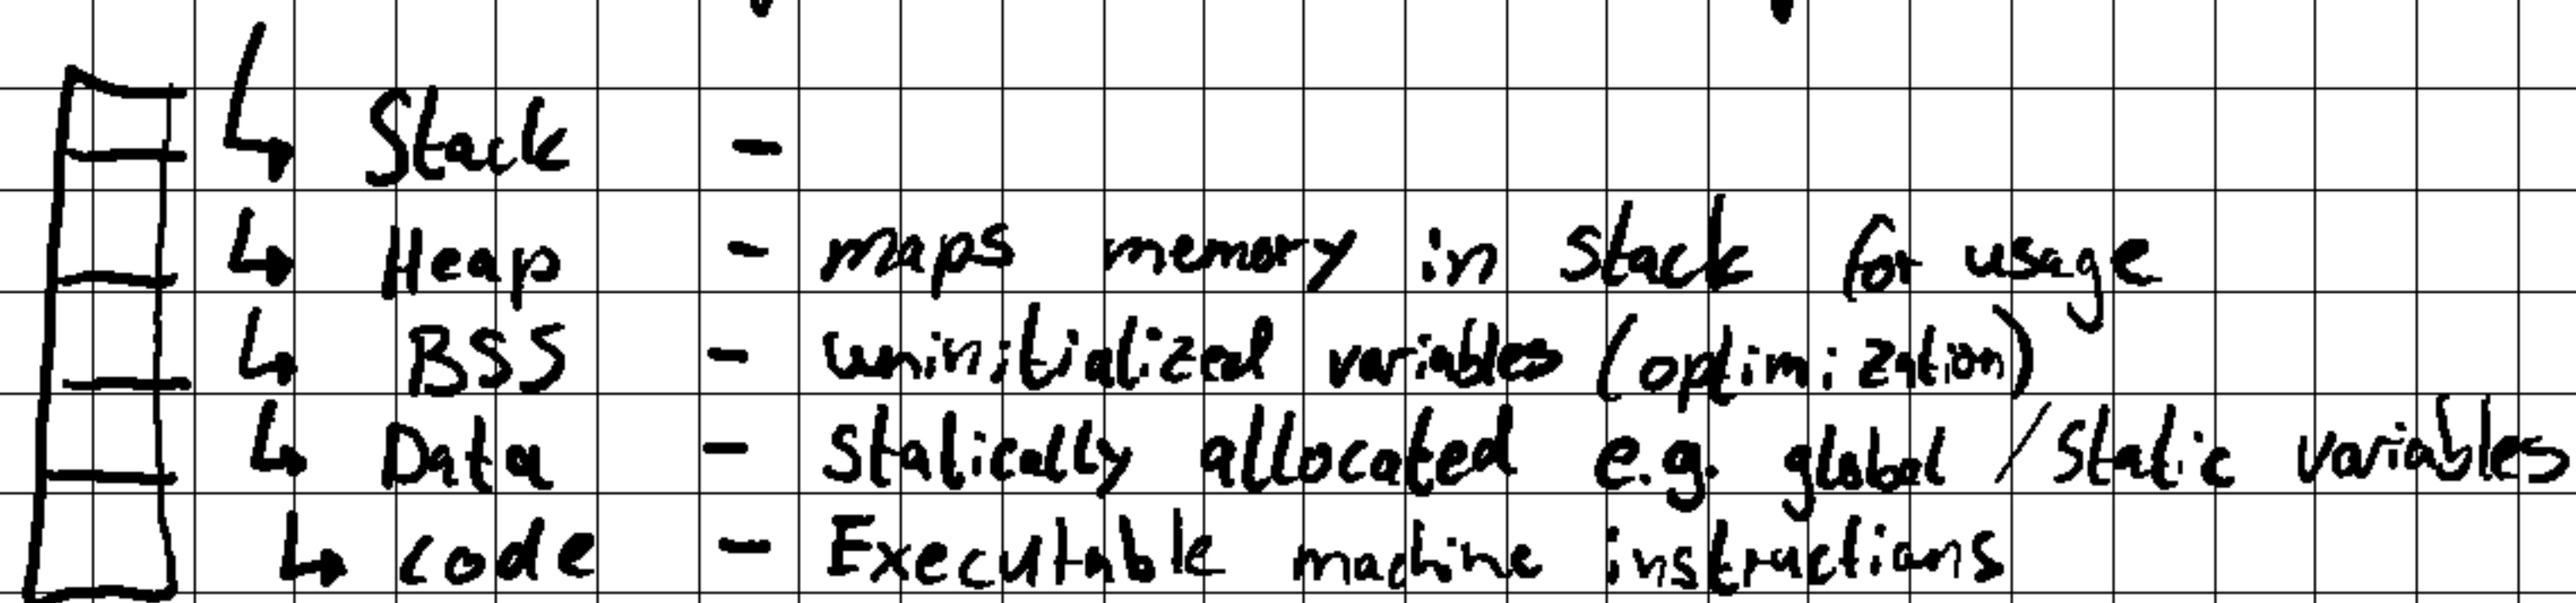 ↳ Stack -
↳ Heap - maps memory in stack for usage
↳ BSS - uninitialized variables (optimization)
↳ Data - statically allocated e.g. global / static variables
↳ code - Executable machine instructions